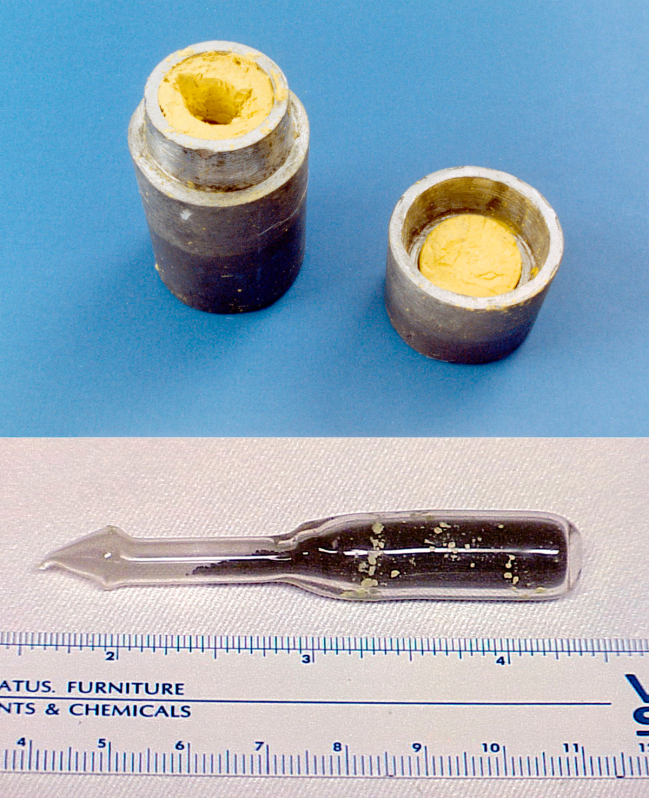 2 3 4
ATUS. FURNITURE
NTS & CHEMICALS
4 5 6 7 8 9 10 11